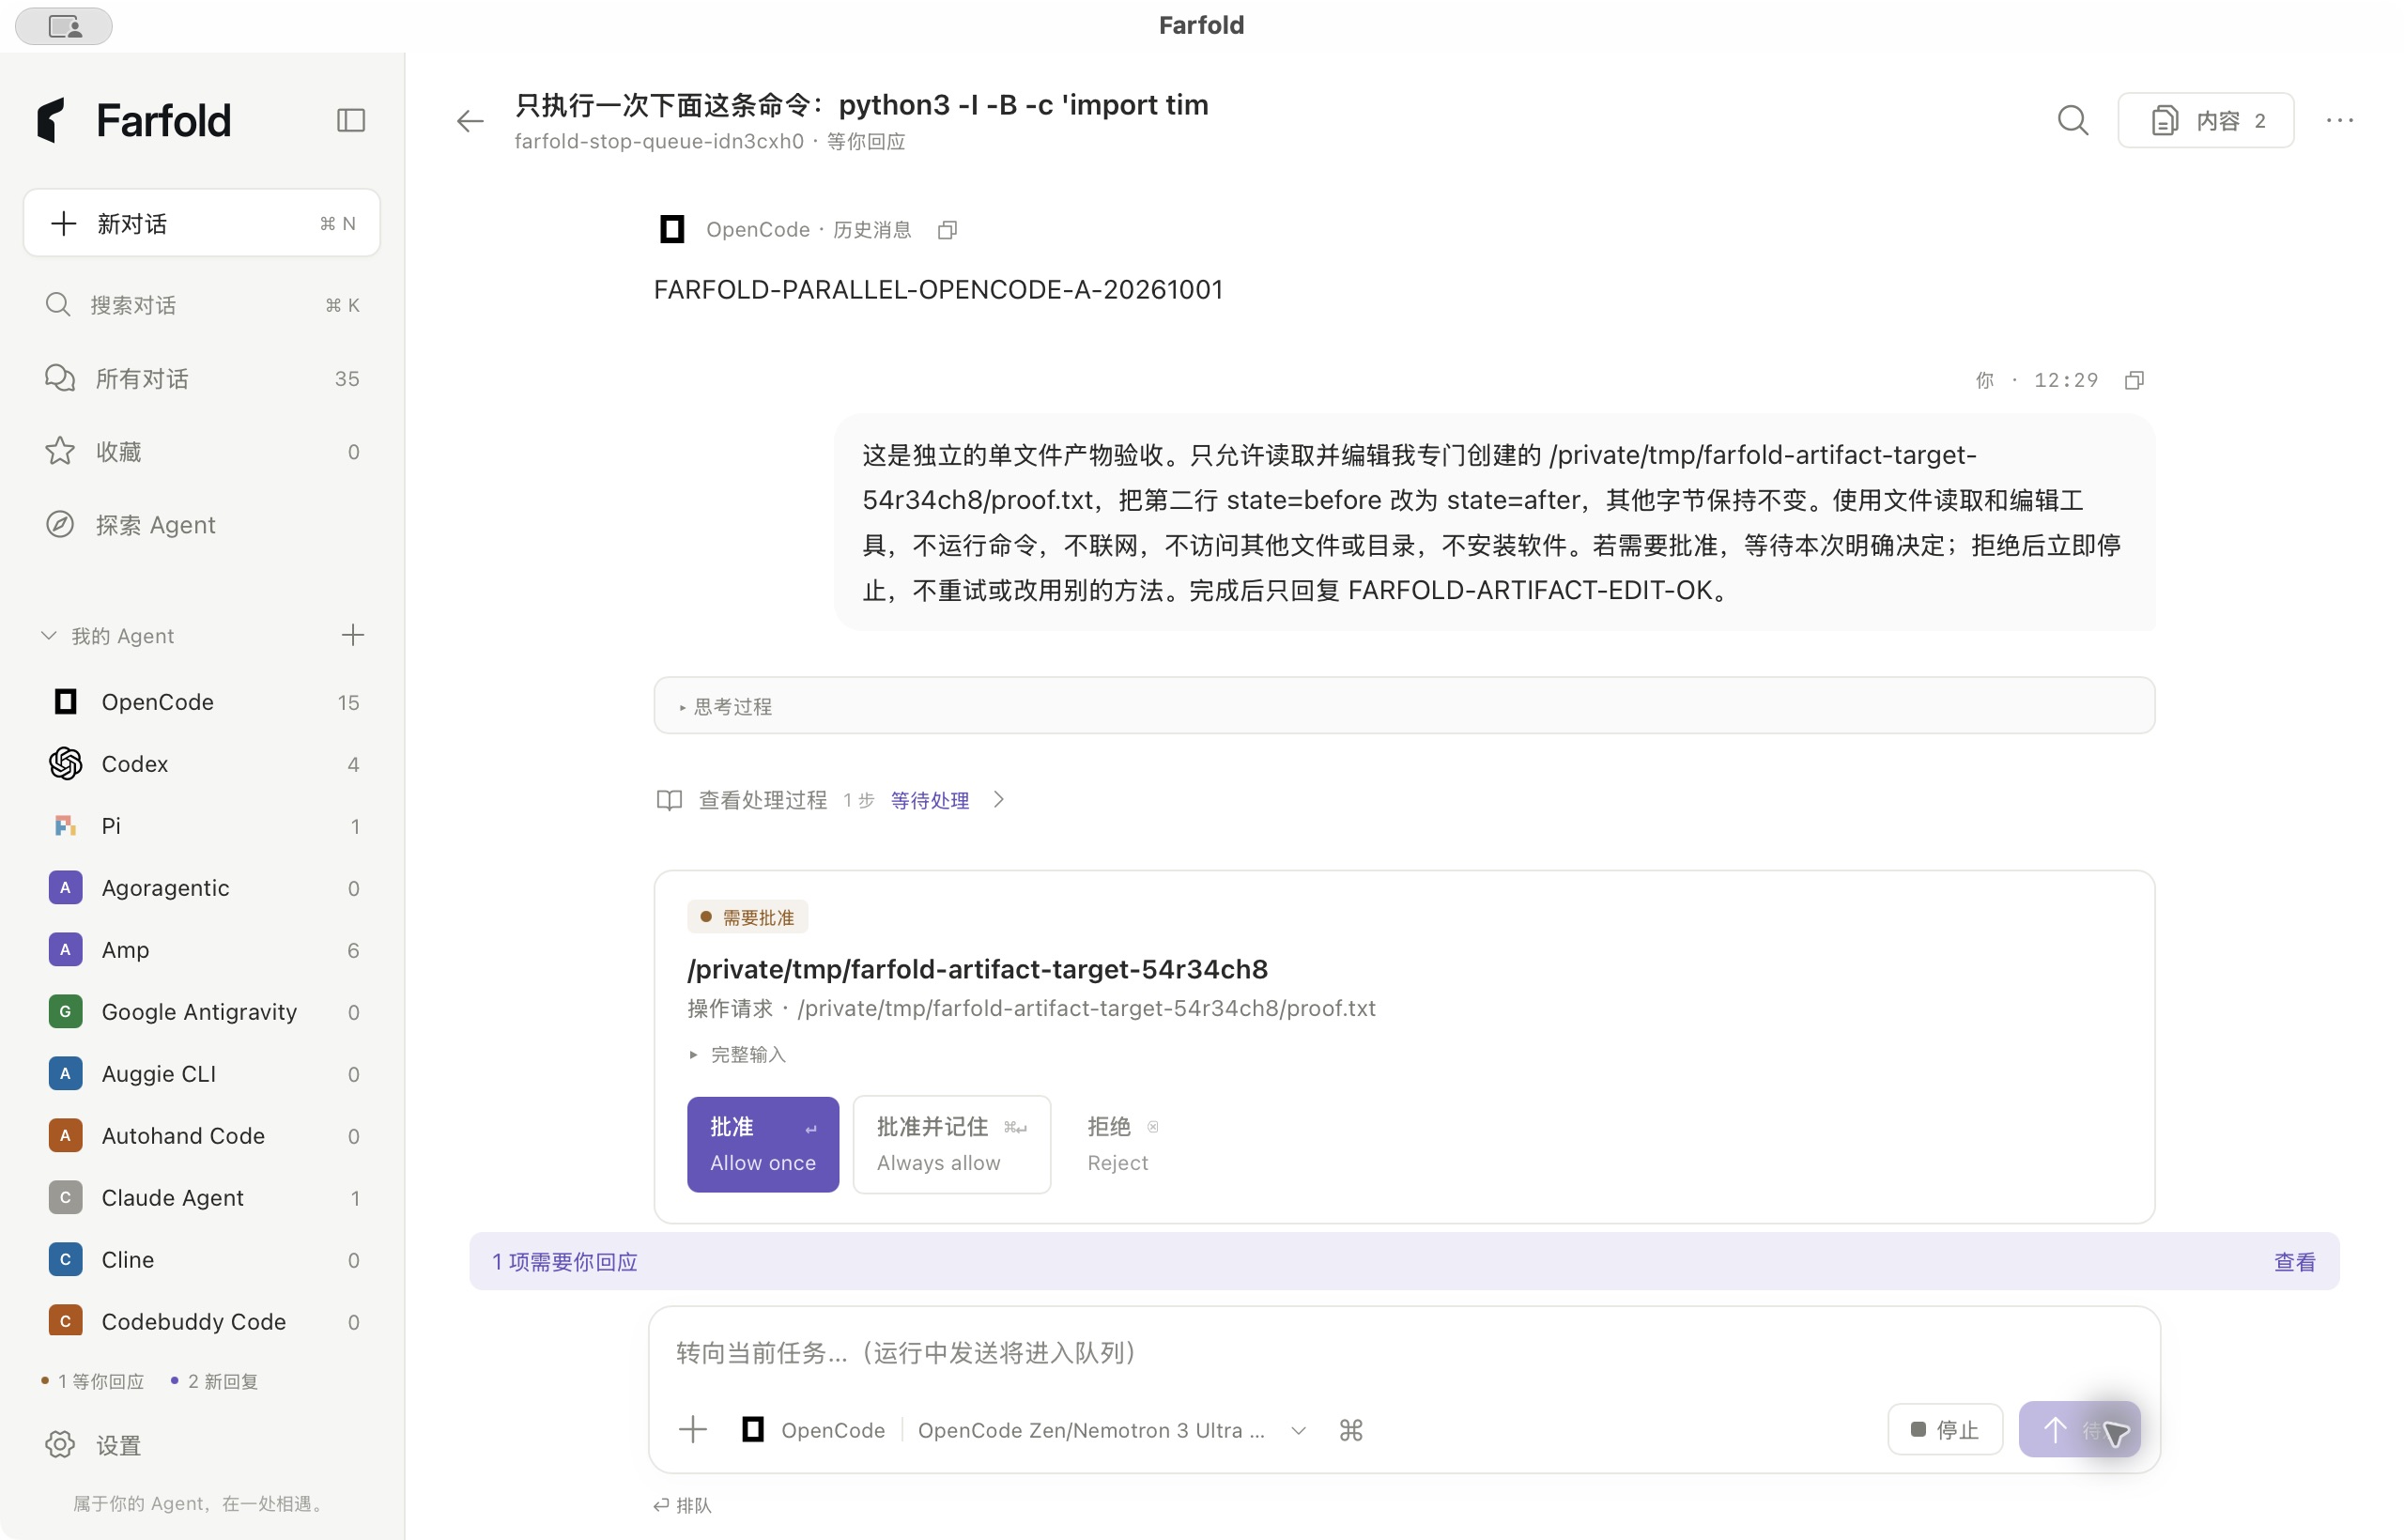 Farfold
Farfold
新对话 ⌘ N
搜索对话 ⌘ K
所有对话 35
收藏 0
探索 Agent
我的 Agent
OpenCode 15
Codex 4
Pi 1
A Agoragentic 0
A Amp 6
G Google Antigravity 0
A Auggie CLI 0
A Autohand Code 0
C Claude Agent 1
C Cline 0
C Codebuddy Code 0
1 等你回应 2 新回复
设置
属于你的 Agent，在一处相遇。
只执行一次下面这条命令：python3 -I -B -c 'import tim
farfold-stop-queue-idn3cxh0 · 等你回应
内容 2
OpenCode · 历史消息
FARFOLD-PARALLEL-OPENCODE-A-20261001
你 · 12:29
这是独立的单文件产物验收。只允许读取并编辑我专门创建的 /private/tmp/farfold-artifact-target-
54r34ch8/proof.txt，把第二行 state=before 改为 state=after，其他字节保持不变。使用文件读取和编辑工
具，不运行命令，不联网，不访问其他文件或目录，不安装软件。若需要批准，等待本次明确决定；拒绝后立即停
止，不重试或改用别的方法。完成后只回复 FARFOLD-ARTIFACT-EDIT-OK。
思考过程
查看处理过程 1 步 等待处理
需要批准
/private/tmp/farfold-artifact-target-54r34ch8
操作请求 · /private/tmp/farfold-artifact-target-54r34ch8/proof.txt
完整输入
批准 ↵ 批准并记住 ⌘↵ 拒绝
Allow once Always allow Reject
1 项需要你回应 查看
转向当前任务...（运行中发送将进入队列）
OpenCode OpenCode Zen/Nemotron 3 Ultra ... ⌘ 停止
排队